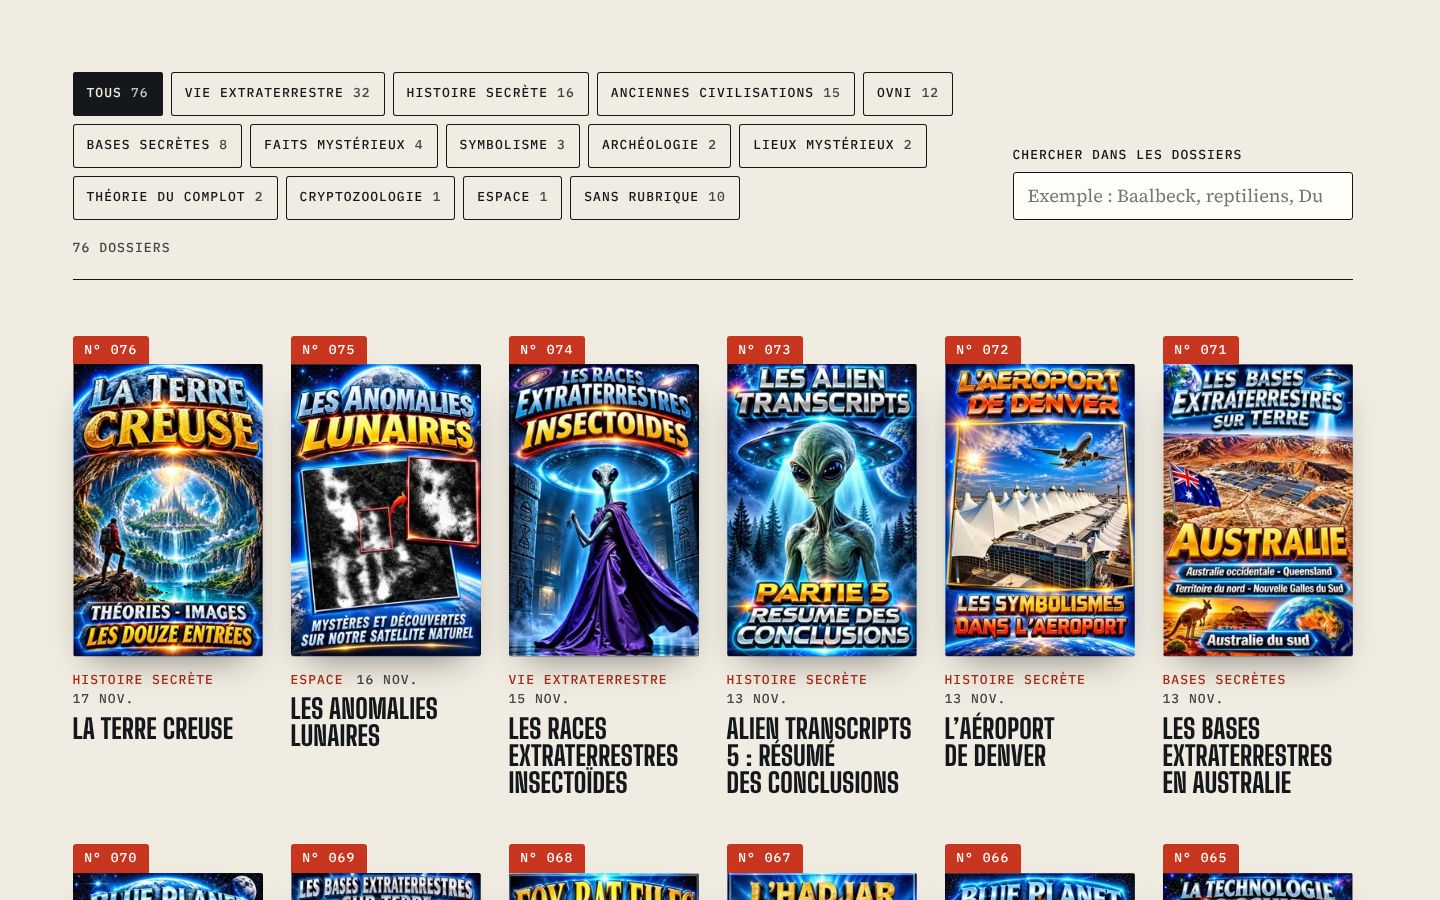 TOUS 76
VIE EXTRATERRESTRE 32
HISTOIRE SECRÈTE 16
ANCIENNES CIVILISATIONS 15
OVNI 12
BASES SECRÈTES 8
FAITS MYSTÉRIEUX 4
SYMBOLISME 3
ARCHÉOLOGIE 2
LIEUX MYSTÉRIEUX 2
THÉORIE DU COMPLOT 2
CRYPTOZOOLOGIE 1
ESPACE 1
SANS RUBRIQUE 10
CHERCHER DANS LES DOSSIERS
Exemple : Baalbeck, reptiliens, Du
76 DOSSIERS
N° 076
LA TERRE
CREUSE
THÉORIES - IMAGES
LES DOUZE ENTRÉES
HISTOIRE SECRÈTE
17 NOV.
LA TERRE CREUSE
N° 075
LES ANOMALIES
LUNAIRES
MYSTÈRES ET DÉCOUVERTES
SUR NOTRE SATELLITE NATUREL
ESPACE 16 NOV.
LES ANOMALIES
LUNAIRES
N° 074
LES RACES
EXTRATERRESTRES
INSECTOIDES
VIE EXTRATERRESTRE
15 NOV.
LES RACES
EXTRATERRESTRES
INSECTOÏDES
N° 073
LES ALIEN
TRANSCRIPTS
PARTIE 5
RESUME DES
CONCLUSIONS
HISTOIRE SECRÈTE
13 NOV.
ALIEN TRANSCRIPTS
5 : RÉSUMÉ
DES CONCLUSIONS
N° 072
L'AEROPORT
DE DENVER
LES SYMBOLISMES
DANS L'AEROPORT
HISTOIRE SECRÈTE
13 NOV.
L’AÉROPORT
DE DENVER
N° 071
LES BASES
EXTRATERRESTRES
SUR TERRE
AUSTRALIE
Australie occidentale - Queensland
Territoire du nord - Nouvelle Galles du Sud
Australie du sud
BASES SECRÈTES
13 NOV.
LES BASES
EXTRATERRESTRES
EN AUSTRALIE
N° 070
BLUE PLANET
N° 069
LES BASES EXTRATERRESTRES
N° 068
N° 067
L'HADJAR
N° 066
BLUE PLANET
N° 065
LA TECHNOLOGIE